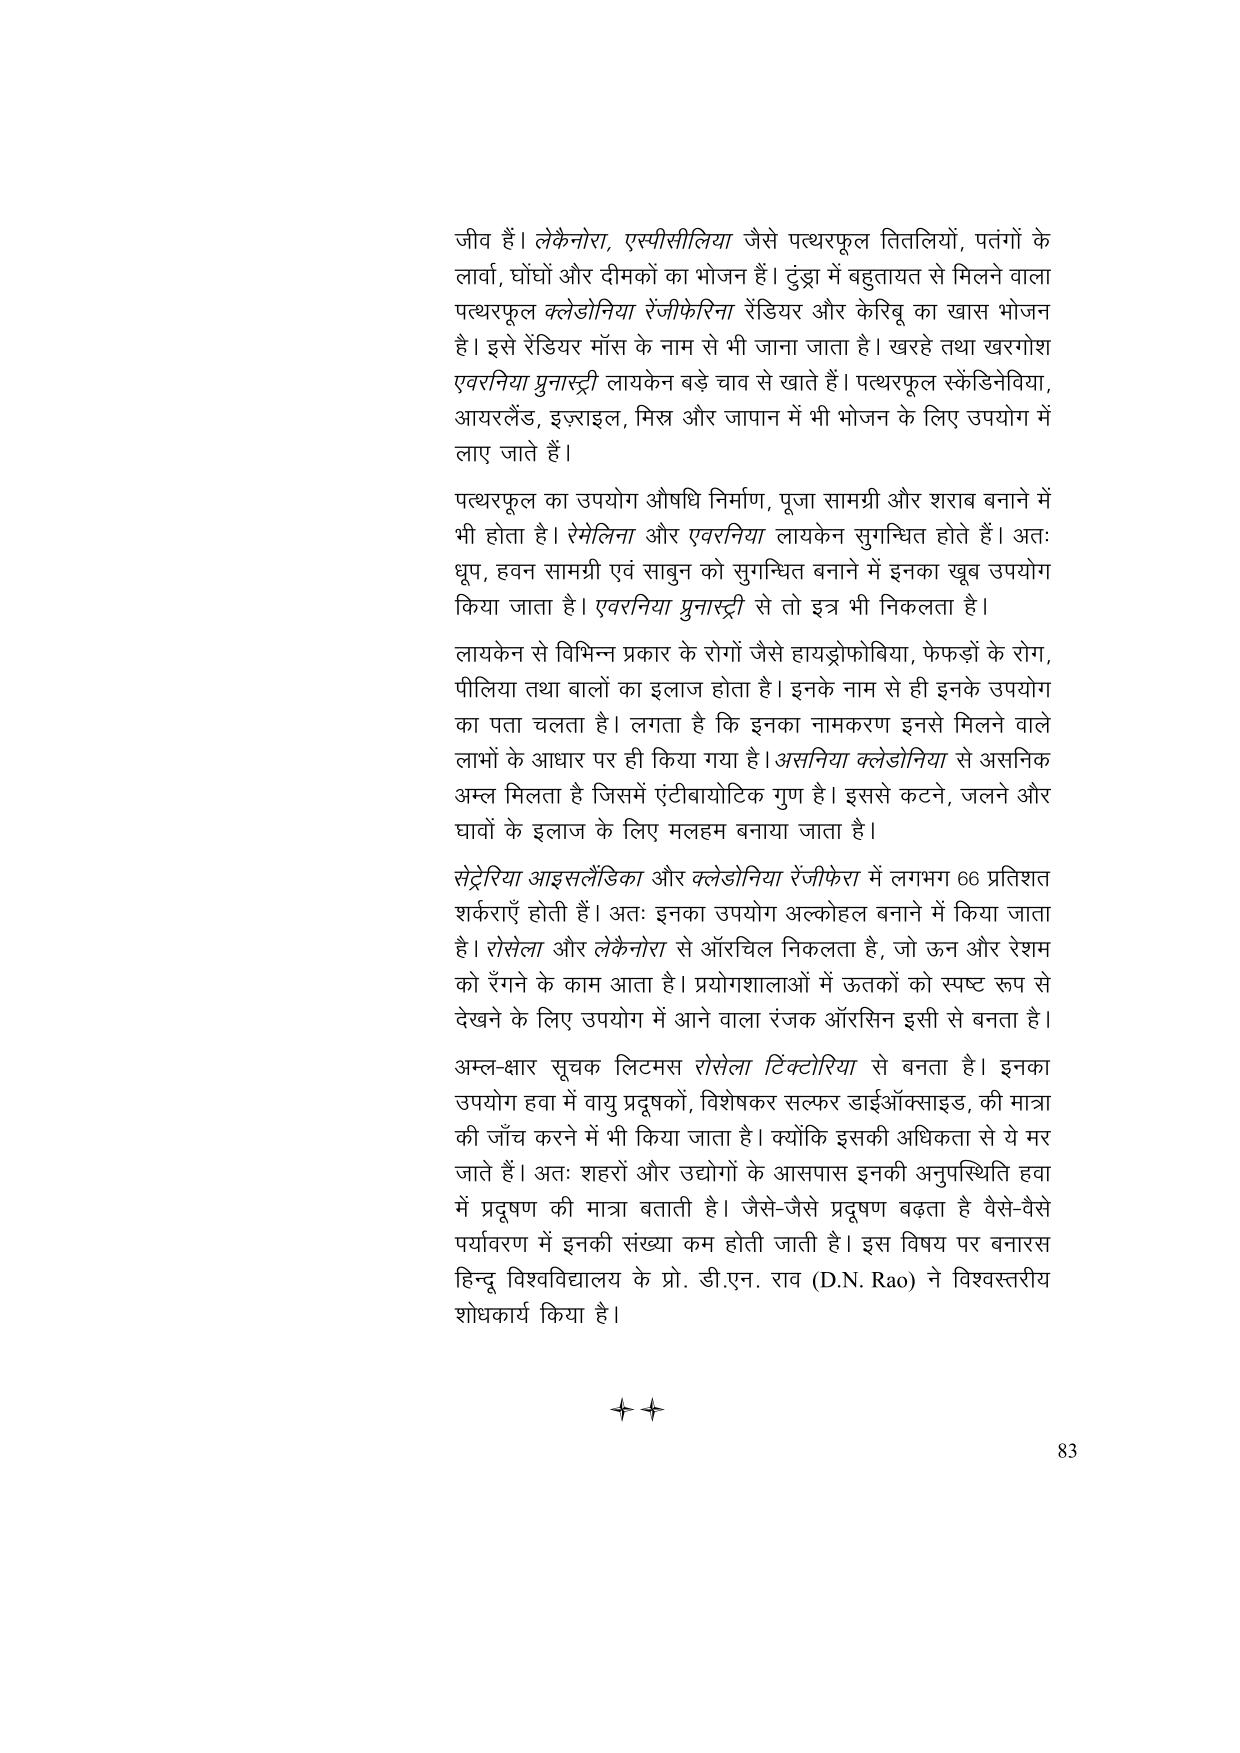 जीव हैं। लेकैनोरा, एस्पीसीलिया जैसे पत्थरफूल तितलियों, पतंगों के
लार्वा, घोंघों और दीमकों का भोजन हैं। टुंड्रा में बहुतायत से मिलने वाला
पत्थरफूल क्लेडोनिया रेंजीफेरिना रेंडियर और केरिबू का खास भोजन
है। इसे रेंडियर मॉस के नाम से भी जाना जाता है। खरहे तथा खरगोश
एवरनिया प्रुनास्ट्री लायकेन बड़े चाव से खाते हैं। पत्थरफूल स्केंडिनेविया,
आयरलैंड, इज़्राइल, मिस्र और जापान में भी भोजन के लिए उपयोग में
लाए जाते हैं।
पत्थरफूल का उपयोग औषधि निर्माण, पूजा सामग्री और शराब बनाने में
भी होता है। रेमेलिना और एवरनिया लायकेन सुगन्धित होते हैं। अतः
धूप, हवन सामग्री एवं साबुन को सुगन्धित बनाने में इनका खूब उपयोग
किया जाता है। एवरनिया प्रुनास्ट्री से तो इत्र भी निकलता है।
लायकेन से विभिन्न प्रकार के रोगों जैसे हायड्रोफोबिया, फेफड़ों के रोग,
पीलिया तथा बालों का इलाज होता है। इनके नाम से ही इनके उपयोग
का पता चलता है। लगता है कि इनका नामकरण इनसे मिलने वाले
लाभों के आधार पर ही किया गया है। असनिया क्लेडोनिया से असनिक
अम्ल मिलता है जिसमें एंटीबायोटिक गुण है। इससे कटने, जलने और
घावों के इलाज के लिए मलहम बनाया जाता है।
सेट्रेरिया आइसलैंडिका और क्लेडोनिया रेंजीफेरा में लगभग 66 प्रतिशत
शर्कराएँ होती हैं। अतः इनका उपयोग अल्कोहल बनाने में किया जाता
है। रोसेला और लेकैनोरा से ऑरचिल निकलता है, जो ऊन और रेशम
को रँगने के काम आता है। प्रयोगशालाओं में ऊतकों को स्पष्ट रूप से
देखने के लिए उपयोग में आने वाला रंजक ऑरसिन इसी से बनता है।
अम्ल-क्षार सूचक लिटमस रोसेला टिंक्टोरिया से बनता है। इनका
उपयोग हवा में वायु प्रदूषकों, विशेषकर सल्फर डाईऑक्साइड, की मात्रा
की जाँच करने में भी किया जाता है। क्योंकि इसकी अधिकता से ये मर
जाते हैं। अतः शहरों और उद्योगों के आसपास इनकी अनुपस्थिति हवा
में प्रदूषण की मात्रा बताती है। जैसे-जैसे प्रदूषण बढ़ता है वैसे-वैसे
पर्यावरण में इनकी संख्या कम होती जाती है। इस विषय पर बनारस
हिन्दू विश्वविद्यालय के प्रो. डी.एन. राव (D.N. Rao) ने विश्वस्तरीय
शोधकार्य किया है।
83